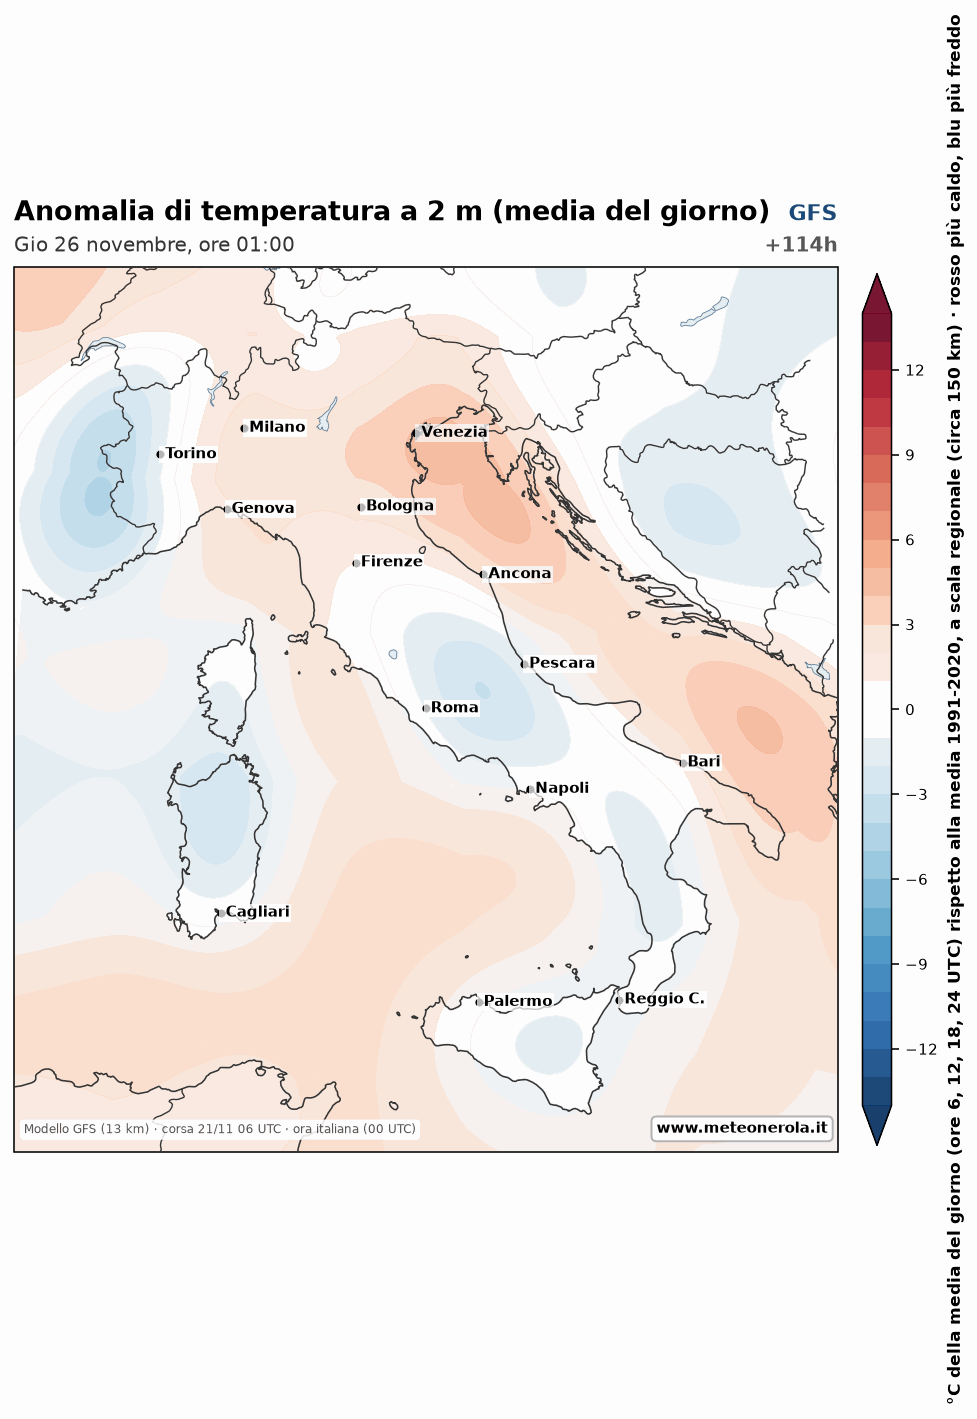 Anomalia di temperatura a 2 m (media del giorno) GFS
Gio 26 novembre, ore 01:00 +114h
Venezia
Milano
Torino
Bologna
Genova
Firenze
Ancona
Pescara
Roma
Bari
Napoli
Cagliari
Reggio C.
Palermo
Modello GFS (13 km) · corsa 21/11 06 UTC · ora italiana (00 UTC)
www.meteonerola.it
12
9
6
3
0
−3
−6
−9
−12
°C della media del giorno (ore 6, 12, 18, 24 UTC) rispetto alla media 1991-2020, a scala regionale (circa 150 km) · rosso più caldo, blu più freddo